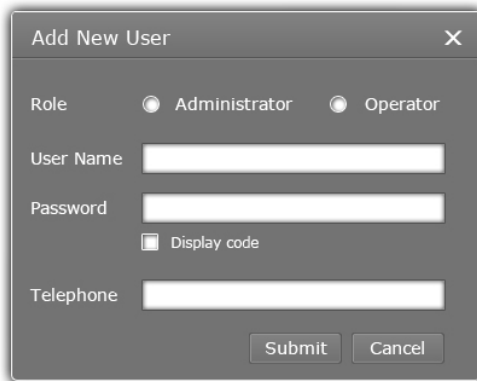 Add New User
Role Administrator Operator
User Name
Password
Display code
Telephone
Submit Cancel